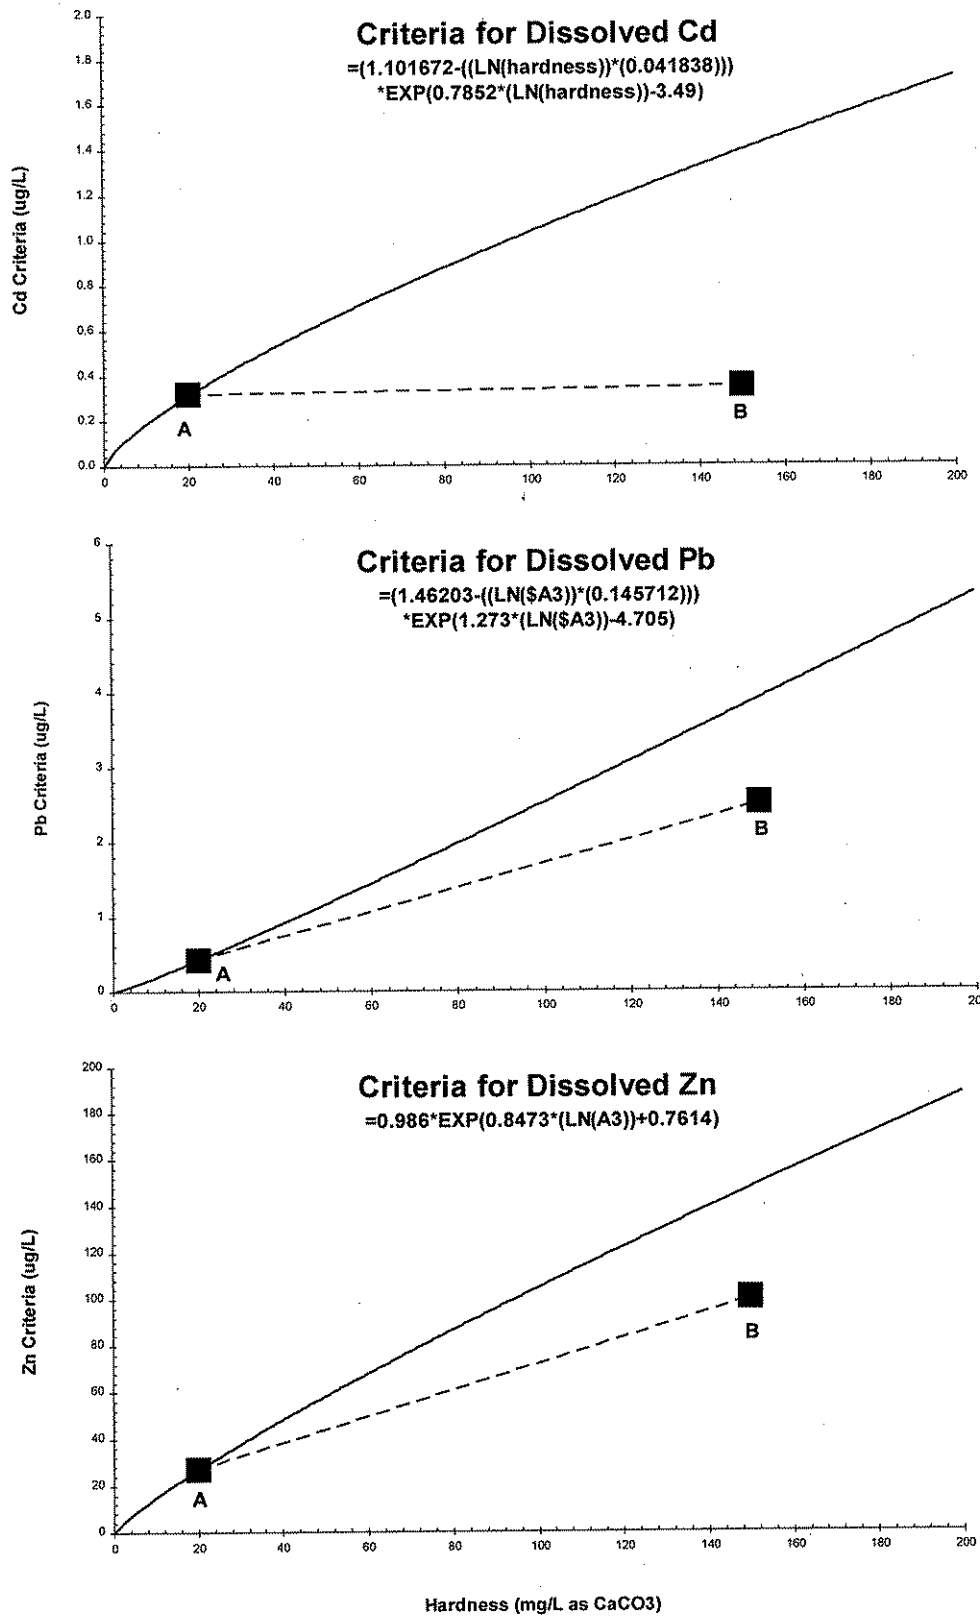 Criteria for Dissolved Cd
=(1.101672-((LN(hardness))*(0.041838)))
*EXP(0.7852*(LN(hardness))-3.49)
Cd Criteria (ug/L)
2.0
1.8
1.6
1.4
1.2
1.0
0.8
0.6
0.4
0.2
0.0
A
B
0 20 40 60 80 100 120 140 160 180 200
Criteria for Dissolved Pb
=(1.46203-((LN($A3))*(0.145712)))
*EXP(1.273*(LN($A3))-4.705)
Pb Criteria (ug/L)
6
5
4
3
2
1
0
A
B
0 20 40 60 80 100 120 140 160 180 200
Criteria for Dissolved Zn
=0.986*EXP(0.8473*(LN(A3))+0.7614)
Zn Criteria (ug/L)
200
180
160
140
120
100
80
60
40
20
0
A
B
0 20 40 60 80 100 120 140 160 180 200
Hardness (mg/L as CaCO3)